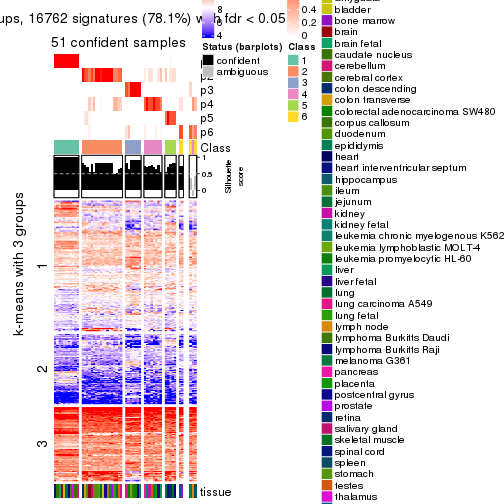 ups, 16762 signatures (78.1%) w h fdr < 0.05
51 confident samples
p3
p4
p5
p6
Class
1
0.5
0
Silhouette
score
k-means with 3 groups
1
2
3
tissue
8
6
4
0.4
0.2
0
Status (barplots)
confident
ambiguous
Class
1
2
3
4
5
6
bladder
bone marrow
brain
brain fetal
caudate nucleus
cerebellum
cerebral cortex
colon descending
colon transverse
colorectal adenocarcinoma SW480
corpus callosum
duodenum
epididymis
heart
heart interventricular septum
hippocampus
ileum
jejunum
kidney
kidney fetal
leukemia chronic myelogenous K562
leukemia lymphoblastic MOLT-4
leukemia promyelocytic HL-60
liver
liver fetal
lung
lung carcinoma A549
lung fetal
lymph node
lymphoma Burkitts Daudi
lymphoma Burkitts Raji
melanoma G361
pancreas
placenta
postcentral gyrus
prostate
retina
salivary gland
skeletal muscle
spinal cord
spleen
stomach
testes
thalamus